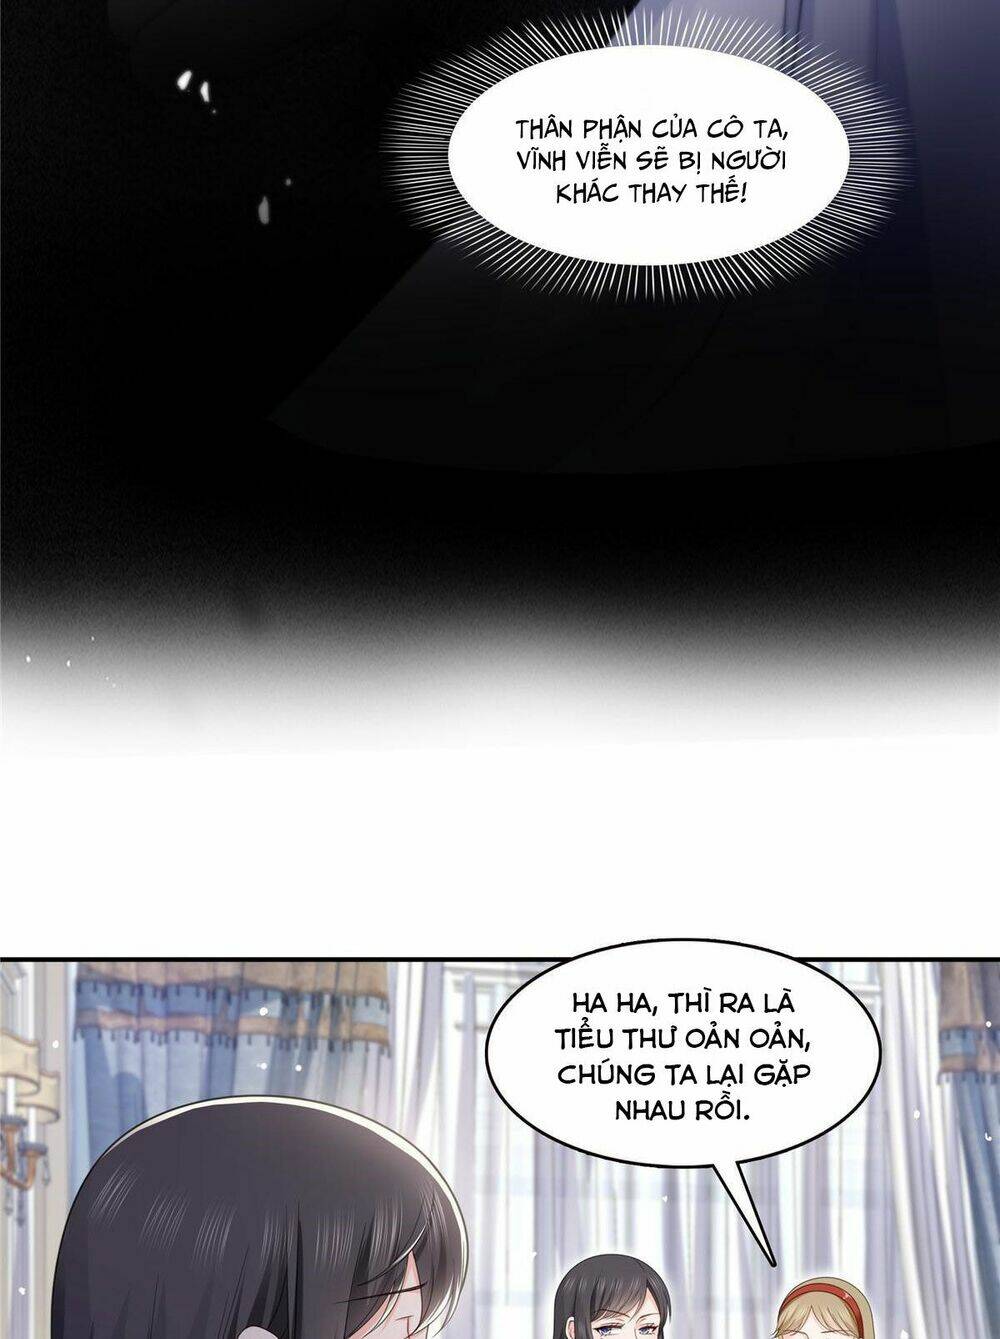 THÂN PHẬN CỦA CÔ TA,
VĨNH VIỄN SẼ BỊ NGƯỜI
KHÁC THAY THẾ!
HA HA, THÌ RA LÀ
TIỂU THƯ OẢN OẢN,
CHÚNG TA LẠI GẶP
NHAU RỒI.